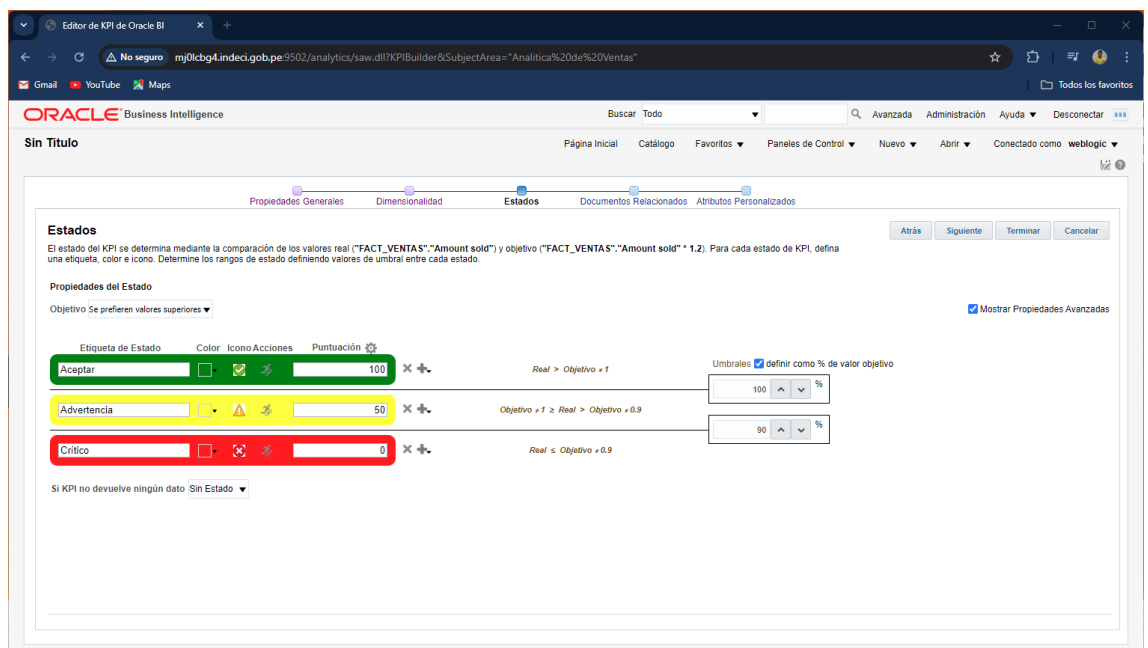 Editor de KPI de Oracle BI
No seguro mj0lcbg4.indeci.gob.pe:9502/analytics/saw.dll?KPIBuilder&SubjectArea="Analitica%20de%20Ventas"
Gmail YouTube Maps Todos los favoritos
ORACLE Business Intelligence Buscar Todo Avanzada Administración Ayuda Desconectar
Sin Título Página Inicial Catálogo Favoritos Paneles de Control Nuevo Abrir Conectado como weblogic
Propiedades Generales Dimensionalidad Estados Documentos Relacionados Atributos Personalizados
Estados Atrás Siguiente Terminar Cancelar
El estado del KPI se determina mediante la comparación de los valores real ("FACT_VENTAS"."Amount sold") y objetivo ("FACT_VENTAS"."Amount sold" * 1.2). Para cada estado de KPI, defina
una etiqueta, color e icono. Determine los rangos de estado definiendo valores de umbral entre cada estado.
Propiedades del Estado
Objetivo Se prefieren valores superiores Mostrar Propiedades Avanzadas
Etiqueta de Estado Color Icono Acciones Puntuación
Umbrales definir como % de valor objetivo
Aceptar 100 Real > Objetivo * 1
100 %
Advertencia 50 Objetivo * 1 ≥ Real > Objetivo * 0.9
90 %
Crítico 0 Real ≤ Objetivo * 0.9
Si KPI no devuelve ningún dato Sin Estado